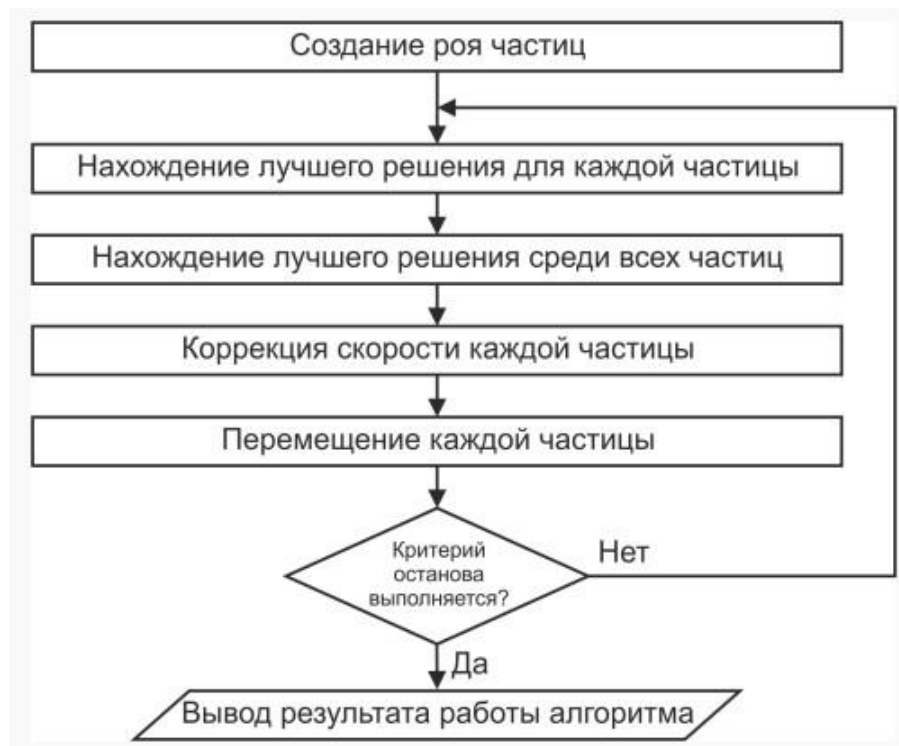 Создание роя частиц
Нахождение лучшего решения для каждой частицы
Нахождение лучшего решения среди всех частиц
Коррекция скорости каждой частицы
Перемещение каждой частицы
Критерий
останова
выполняется?
Нет
Да
Вывод результата работы алгоритма